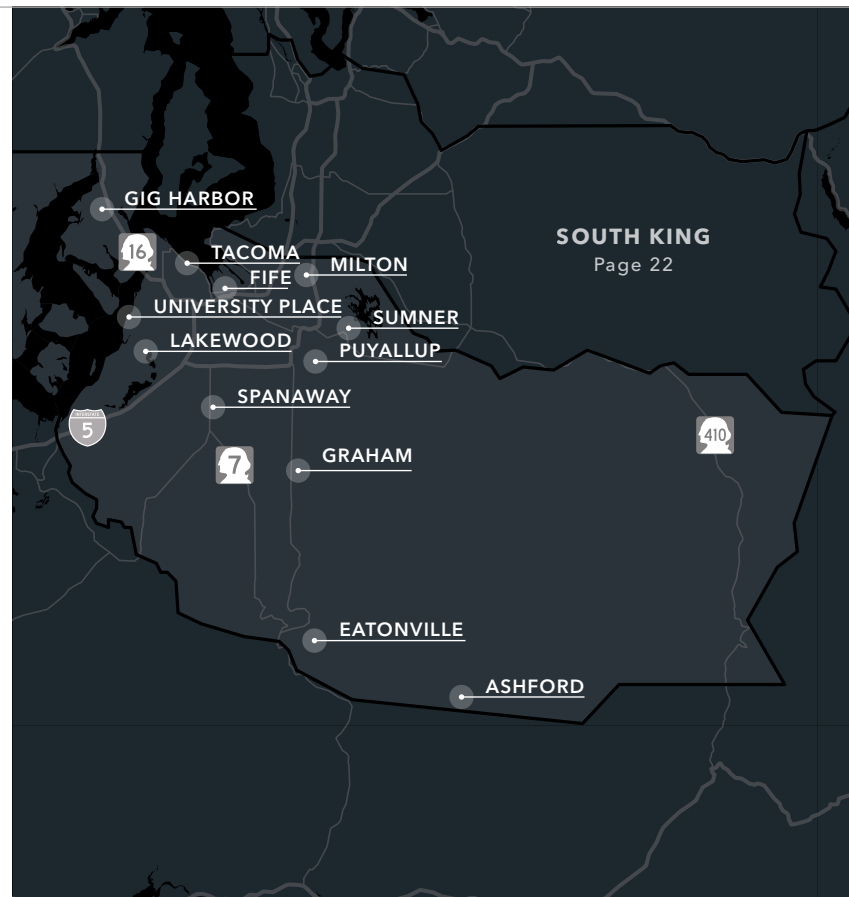 GIG HARBOR
SOUTH KING
Page 22
16
TACOMA
MILTON
FIFE
UNIVERSITY PLACE
SUMNER
LAKEWOOD
PUYALLUP
SPANAWAY
INTERSTATE
5
410
7
GRAHAM
EATONVILLE
ASHFORD